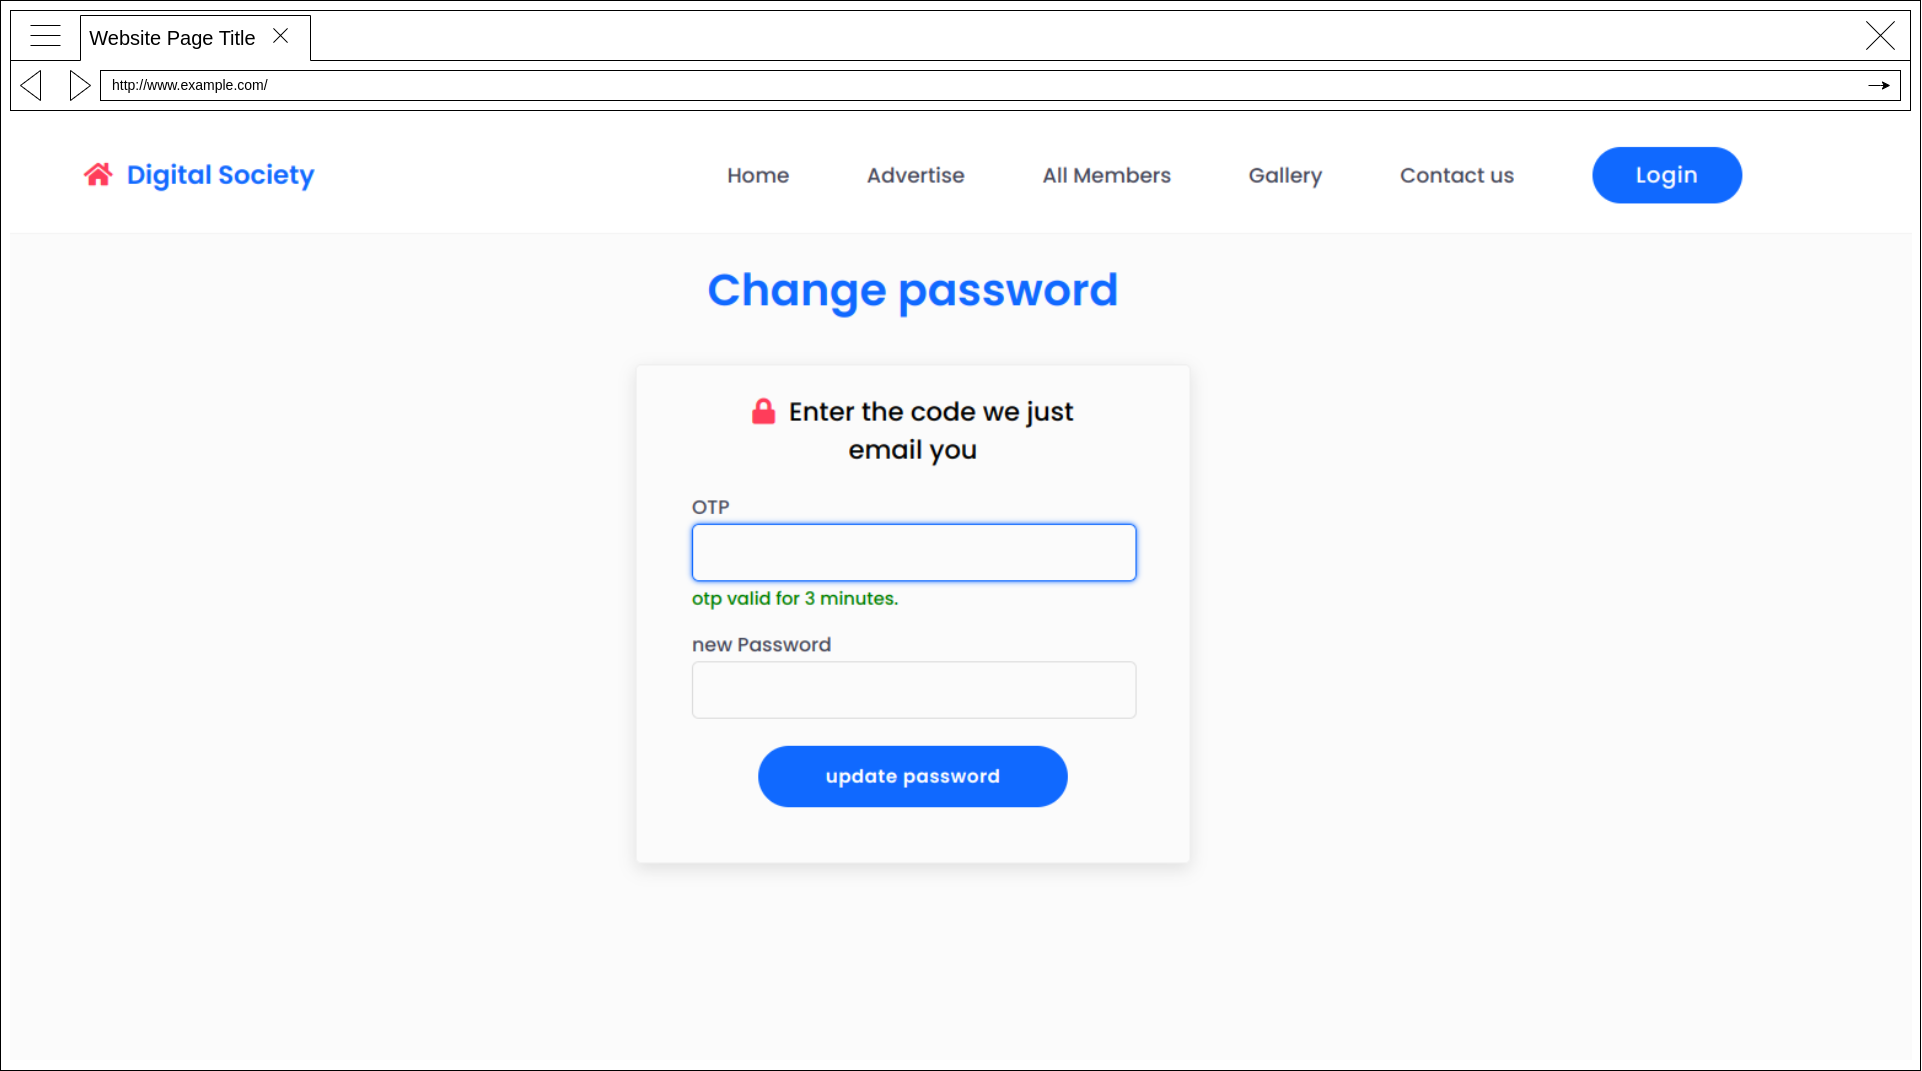 Website Page Title
http://www.example.com/
Digital Society
Home
Advertise
All Members
Gallery
Contact us
Login
Change password
Enter the code we just
email you
OTP
otp valid for 3 minutes.
new Password
update password